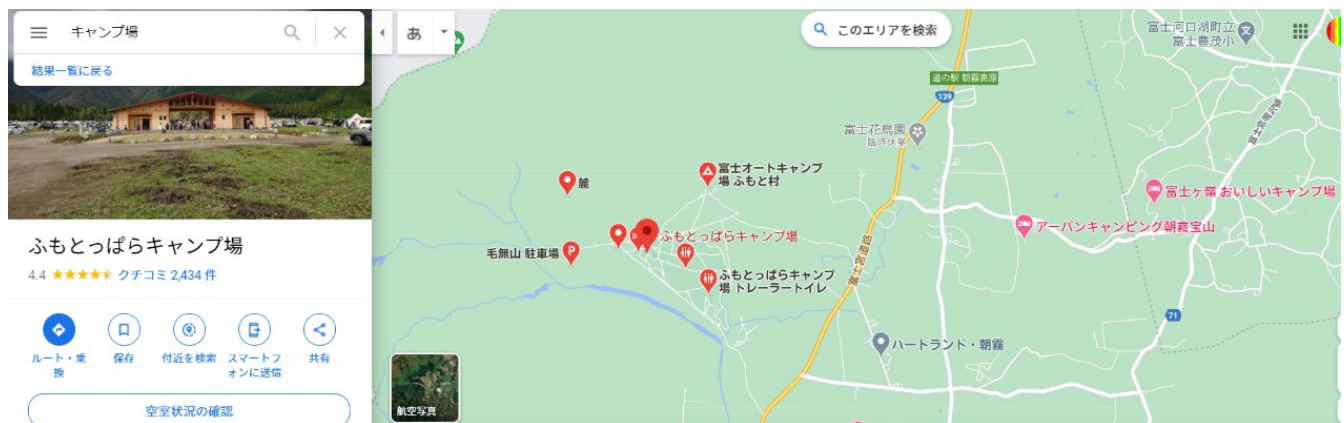 キャンプ場
結果一覧に戻る
ふもとっぱらキャンプ場
4.4
クチコミ 2,434 件
ルート・乗
換
保存
付近を検索
スマートフ
ォンに送信
共有
空室状況の確認
あ
このエリアを検索
富士河口湖町立
富士豊茂小
道の駅 朝霧高原
139
富士花鳥園
臨時休業
富士宮鳴沢線
富士オートキャンプ
場 ふもと村
麓
ふもとっぱらキャンプ場
毛無山 駐車場
P
ふもとっぱらキャンプ
場 トレーラートイレ
富士宮道路
富士ヶ嶺 おいしいキャンプ場
アーバンキャンピング朝霧宝山
71
ハートランド・朝霧
航空写真